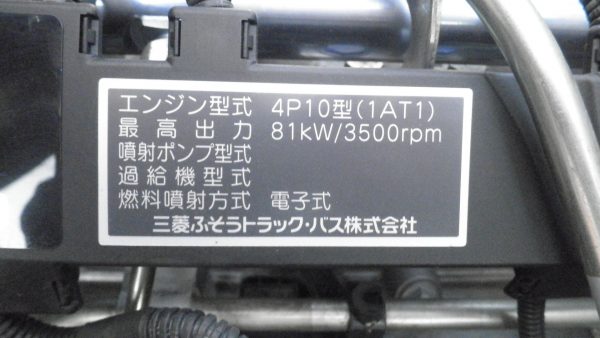 エンジン型式 4P10型(1AT1)
最高出力 81kW/3500rpm
噴射ポンプ型式
過給機型式
燃料噴射方式 電子式
三菱ふそうトラック・バス株式会社